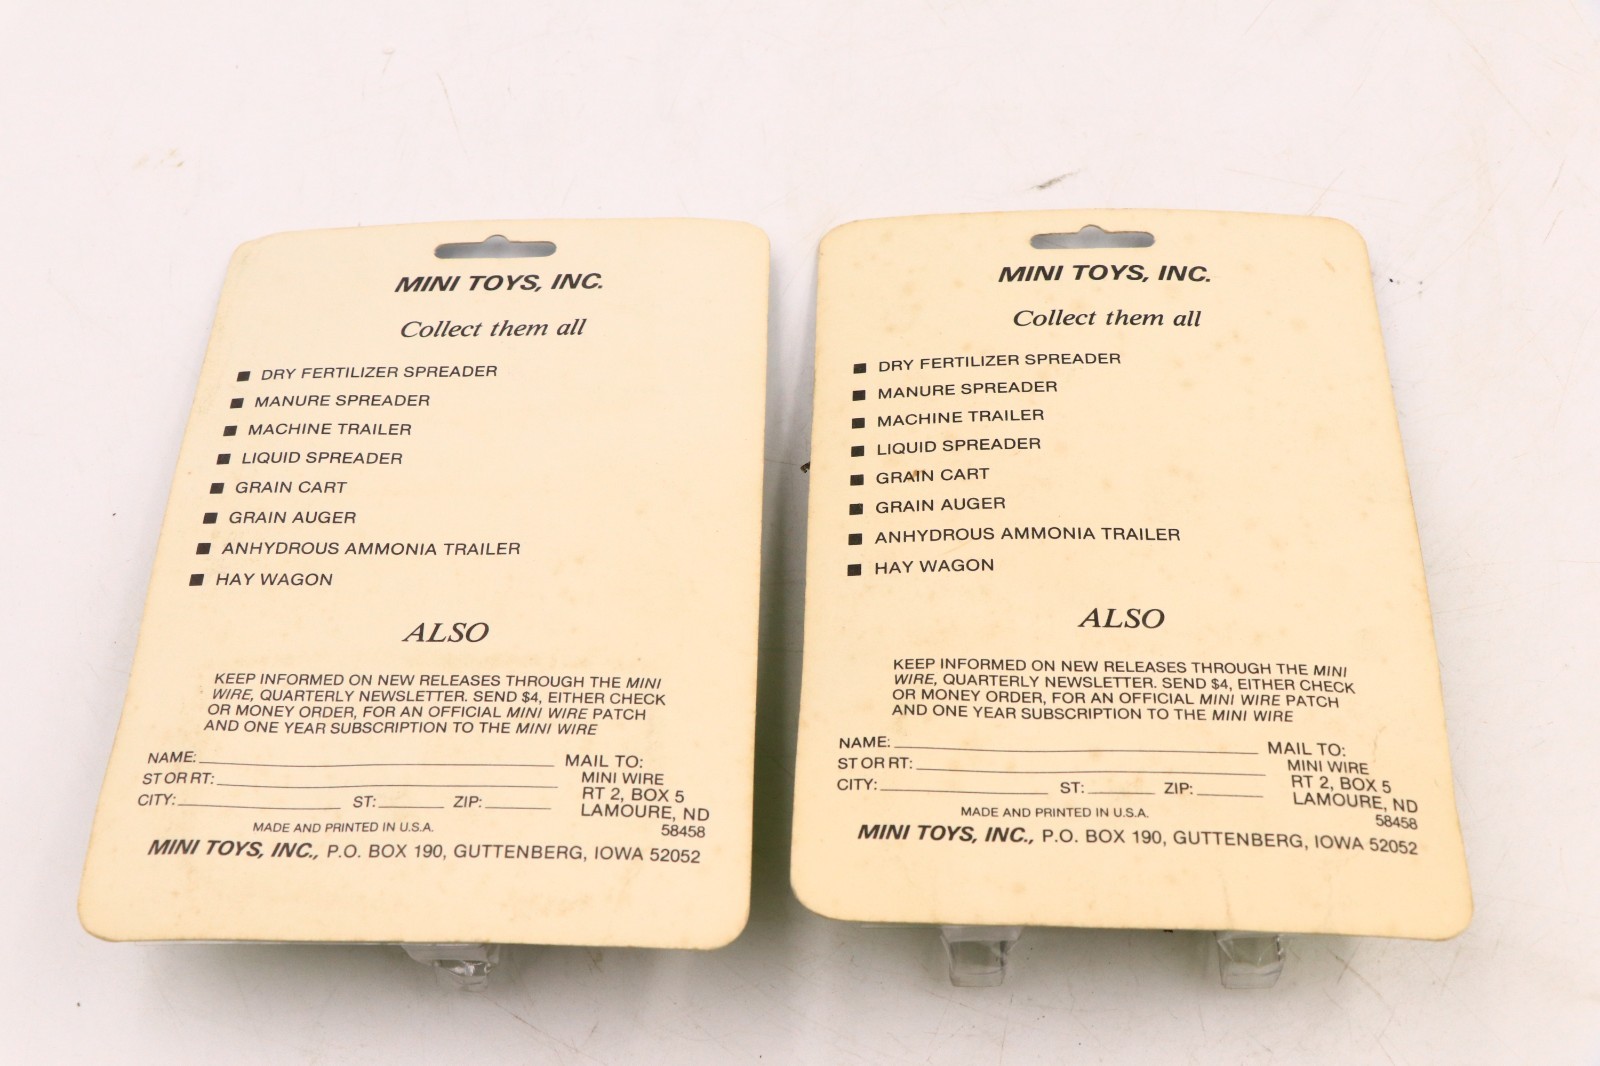 MINI TOYS, INC.
Collect them all
■ DRY FERTILIZER SPREADER
■ MANURE SPREADER
■ MACHINE TRAILER
■ LIQUID SPREADER
■ GRAIN CART
■ GRAIN AUGER
■ ANHYDROUS AMMONIA TRAILER
■ HAY WAGON
ALSO
KEEP INFORMED ON NEW RELEASES THROUGH THE MINI
WIRE, QUARTERLY NEWSLETTER. SEND $4, EITHER CHECK
OR MONEY ORDER, FOR AN OFFICIAL MINI WIRE PATCH
AND ONE YEAR SUBSCRIPTION TO THE MINI WIRE
NAME: MAIL TO:
ST OR RT: MINI WIRE
RT 2, BOX 5
CITY: ST: ZIP: LAMOURE, ND
58458
MADE AND PRINTED IN U.S.A.
MINI TOYS, INC., P.O. BOX 190, GUTTENBERG, IOWA 52052
MINI TOYS, INC.
Collect them all
■ DRY FERTILIZER SPREADER
■ MANURE SPREADER
■ MACHINE TRAILER
■ LIQUID SPREADER
■ GRAIN CART
■ GRAIN AUGER
■ ANHYDROUS AMMONIA TRAILER
■ HAY WAGON
ALSO
KEEP INFORMED ON NEW RELEASES THROUGH THE MINI
WIRE, QUARTERLY NEWSLETTER. SEND $4, EITHER CHECK
OR MONEY ORDER, FOR AN OFFICIAL MINI WIRE PATCH
AND ONE YEAR SUBSCRIPTION TO THE MINI WIRE
NAME: MAIL TO:
ST OR RT: MINI WIRE
RT 2, BOX 5
CITY: ST: ZIP: LAMOURE, ND
58458
MADE AND PRINTED IN U.S.A.
MINI TOYS, INC., P.O. BOX 190, GUTTENBERG, IOWA 52052